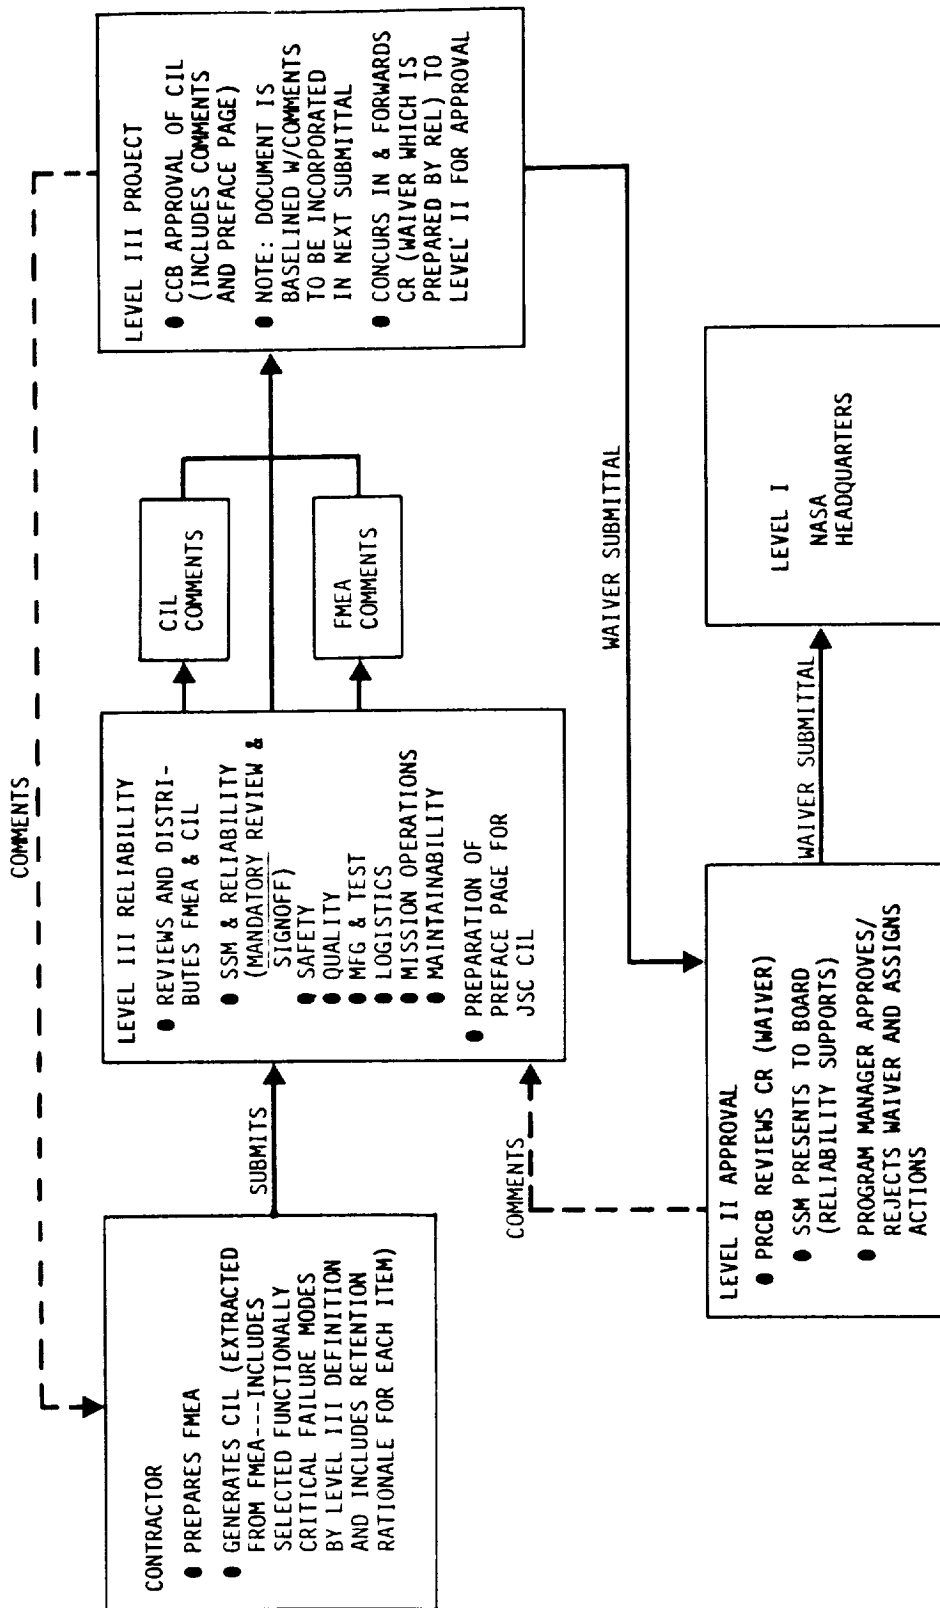 COMMENTS
CONTRACTOR
● PREPARES FMEA
● GENERATES CIL (EXTRACTED
FROM FMEA---INCLUDES
SELECTED FUNCTIONALLY
CRITICAL FAILURE MODES
BY LEVEL III DEFINITION
AND INCLUDES RETENTION
RATIONALE FOR EACH ITEM)
SUBMITS
LEVEL III RELIABILITY
● REVIEWS AND DISTRI-
BUTES FMEA & CIL
● SSM & RELIABILITY
(MANDATORY REVIEW &
SIGNOFF)
● SAFETY
● QUALITY
● MFG & TEST
● LOGISTICS
● MISSION OPERATIONS
● MAINTAINABILITY
● PREPARATION OF
PREFACE PAGE FOR
JSC CIL
CIL
COMMENTS
FMEA
COMMENTS
LEVEL III PROJECT
● CCB APPROVAL OF CIL
(INCLUDES COMMENTS
AND PREFACE PAGE)
● NOTE: DOCUMENT IS
BASELINED W/COMMENTS
TO BE INCORPORATED
IN NEXT SUBMITTAL
● CONCURS IN & FORWARDS
CR (WAIVER WHICH IS
PREPARED BY REL) TO
LEVEL II FOR APPROVAL
WAIVER SUBMITTAL
COMMENTS
LEVEL II APPROVAL
● PRCB REVIEWS CR (WAIVER)
● SSM PRESENTS TO BOARD
(RELIABILITY SUPPORTS)
● PROGRAM MANAGER APPROVES/
REJECTS WAIVER AND ASSIGNS
ACTIONS
WAIVER SUBMITTAL
LEVEL I
NASA
HEADQUARTERS